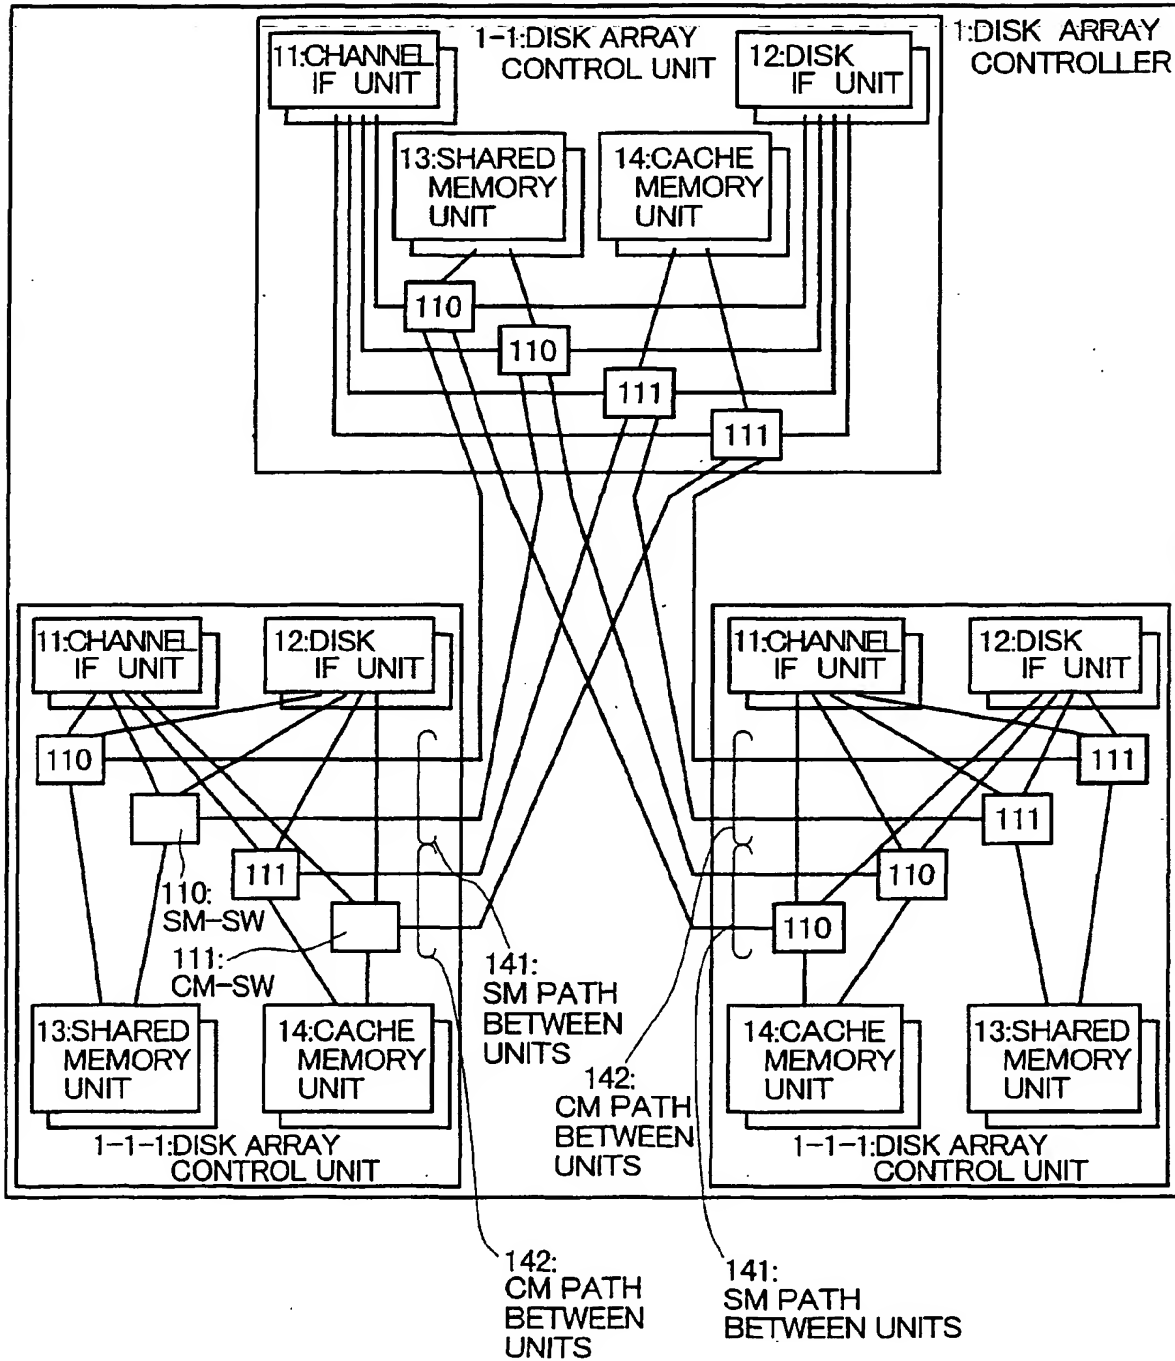 1:DISK ARRAY
CONTROLLER
1-1:DISK ARRAY
CONTROL UNIT
11:CHANNEL
IF UNIT
12:DISK
IF UNIT
13:SHARED
MEMORY
UNIT
14:CACHE
MEMORY
UNIT
110
110
111
111
11:CHANNEL
IF UNIT
12:DISK
IF UNIT
110
111
110:
SM-SW
111:
CM-SW
13:SHARED
MEMORY
UNIT
14:CACHE
MEMORY
UNIT
1-1-1:DISK ARRAY
CONTROL UNIT
141:
SM PATH
BETWEEN
UNITS
142:
CM PATH
BETWEEN
UNITS
11:CHANNEL
IF UNIT
12:DISK
IF UNIT
111
111
110
110
14:CACHE
MEMORY
UNIT
13:SHARED
MEMORY
UNIT
1-1-1:DISK ARRAY
CONTROL UNIT
142:
CM PATH
BETWEEN
UNITS
141:
SM PATH
BETWEEN UNITS